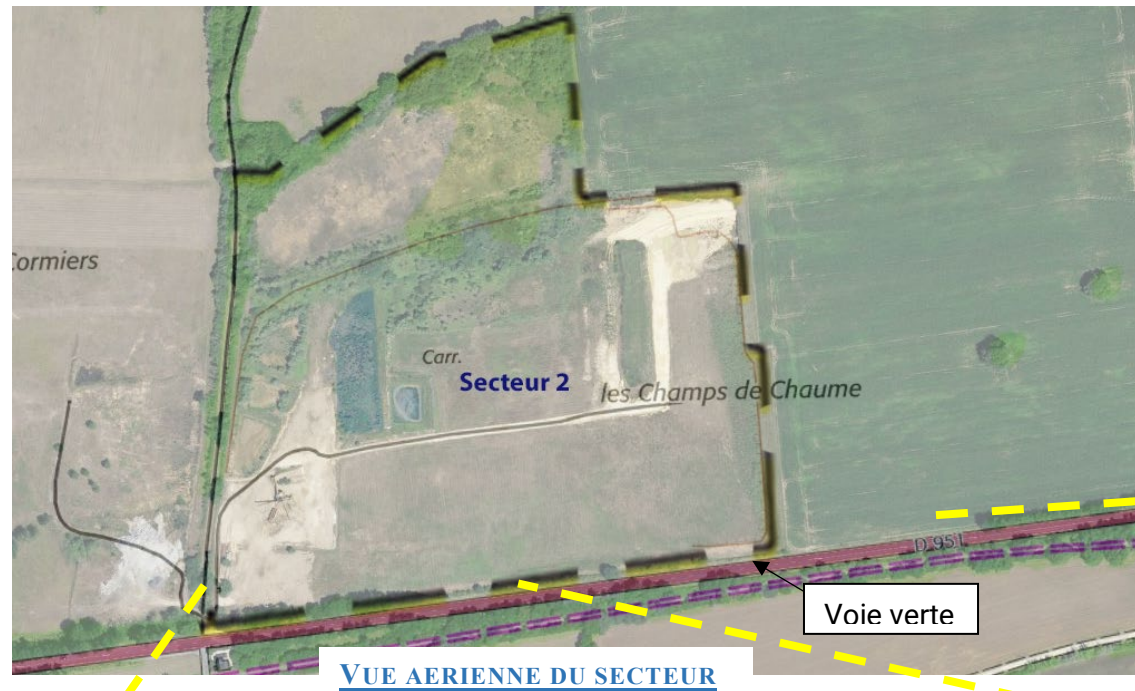 Cormiers
Carr.
Secteur 2
les Champs de Chaume
D 951
Voie verte
VUE AERIENNE DU SECTEUR